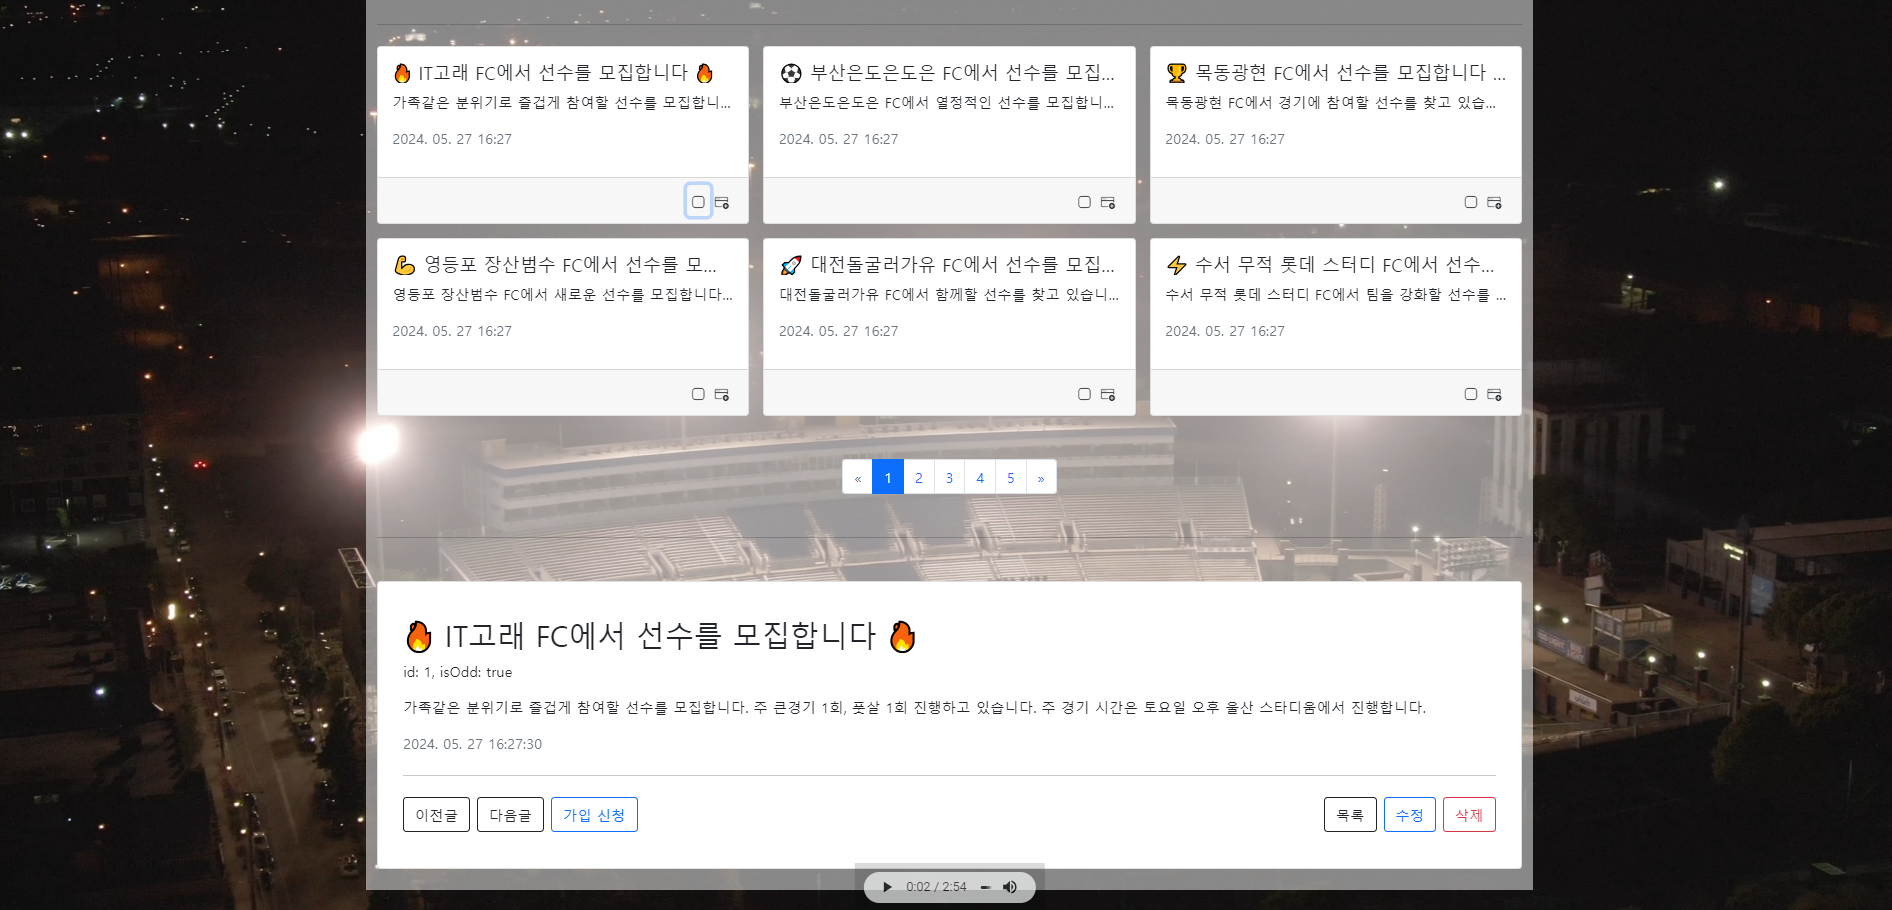 🔥 IT고래 FC에서 선수를 모집합니다 🔥
가족같은 분위기로 즐겁게 참여할 선수를 모집합니...
2024. 05. 27 16:27
⚽ 부산은도은도은 FC에서 선수를 모집...
부산은도은도은 FC에서 열정적인 선수를 모집합니...
2024. 05. 27 16:27
🏆 목동광현 FC에서 선수를 모집합니다 ...
목동광현 FC에서 경기에 참여할 선수를 찾고 있습...
2024. 05. 27 16:27
💪 영등포 장산범수 FC에서 선수를 모...
영등포 장산범수 FC에서 새로운 선수를 모집합니다...
2024. 05. 27 16:27
🚀 대전돌굴러가유 FC에서 선수를 모집...
대전돌굴러가유 FC에서 함께할 선수를 찾고 있습니...
2024. 05. 27 16:27
⚡ 수서 무적 롯데 스터디 FC에서 선수...
수서 무적 롯데 스터디 FC에서 팀을 강화할 선수를 ...
2024. 05. 27 16:27
« 1 2 3 4 5 »
🔥 IT고래 FC에서 선수를 모집합니다 🔥
id: 1, isOdd: true
가족같은 분위기로 즐겁게 참여할 선수를 모집합니다. 주 큰경기 1회, 풋살 1회 진행하고 있습니다. 주 경기 시간은 토요일 오후 울산 스타디움에서 진행합니다.
2024. 05. 27 16:27:30
이전글 다음글 가입 신청 목록 수정 삭제
0:02 / 2:54